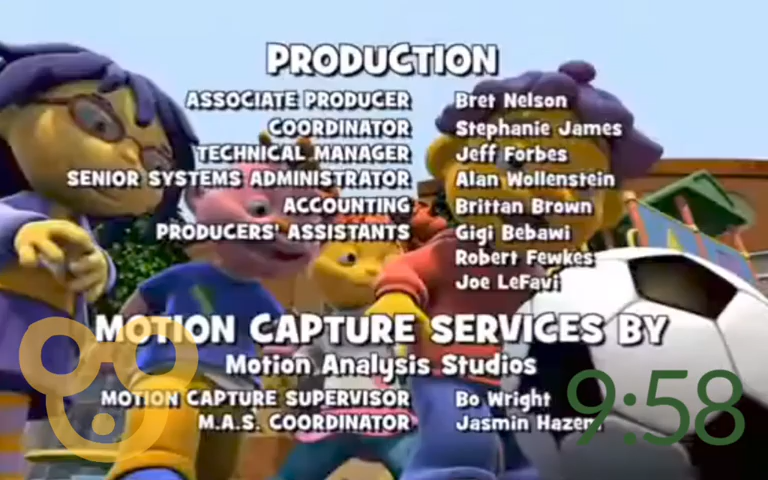 PRODUCTION
ASSOCIATE PRODUCER Bret Nelson
COORDINATOR Stephanie James
TECHNICAL MANAGER Jeff Forbes
SENIOR SYSTEMS ADMINISTRATOR Alan Wollenstein
ACCOUNTING Brittan Brown
PRODUCERS' ASSISTANTS Gigi Bebawi
Robert Fewkes
Joe LeFavi
MOTION CAPTURE SERVICES BY
Motion Analysis Studios
MOTION CAPTURE SUPERVISOR Bo Wright
M.A.S. COORDINATOR Jasmin Hazem
9:58